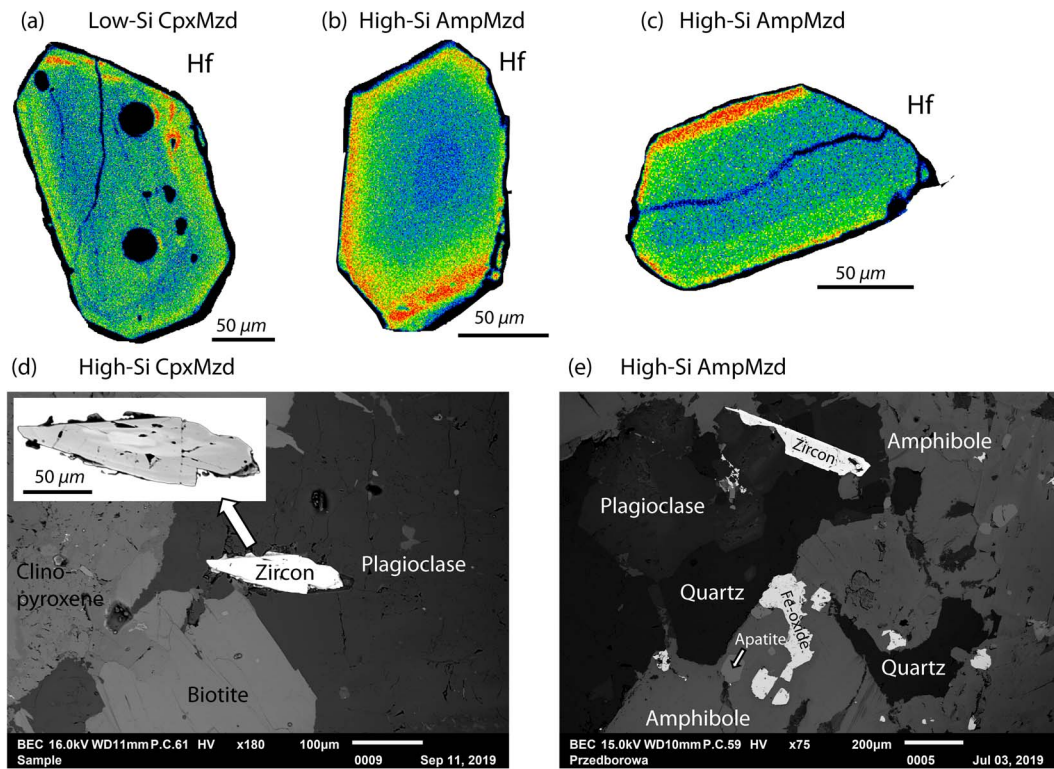 (a) Low-Si CpxMzd
Hf
50 µm
(b) High-Si AmpMzd
Hf
50 µm
(c) High-Si AmpMzd
Hf
50 µm
(d) High-Si CpxMzd
50 µm
Clino-
pyroxene
Zircon
Plagioclase
Biotite
BEC 16.0kV WD11mm P.C.61 HV x180 100µm
Sample 0009 Sep 11, 2019
(e) High-Si AmpMzd
Zircon
Amphibole
Plagioclase
Quartz
Fe-oxide
Apatite
Quartz
Amphibole
BEC 15.0kV WD10mm P.C.59 HV x75 200µm
Przedborowa 0005 Jul 03, 2019